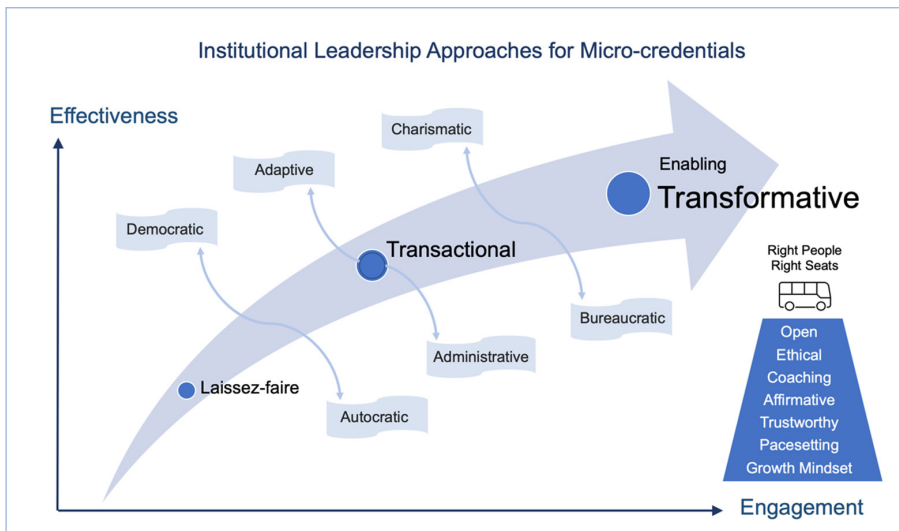 Institutional Leadership Approaches for Micro-credentials
Effectiveness
Charismatic
Adaptive
Enabling
Transformative
Democratic
Transactional
Right People
Right Seats
Bureaucratic
Open
Administrative
Ethical
Coaching
Laissez-faire
Affirmative
Autocratic
Trustworthy
Pacesetting
Growth Mindset
Engagement